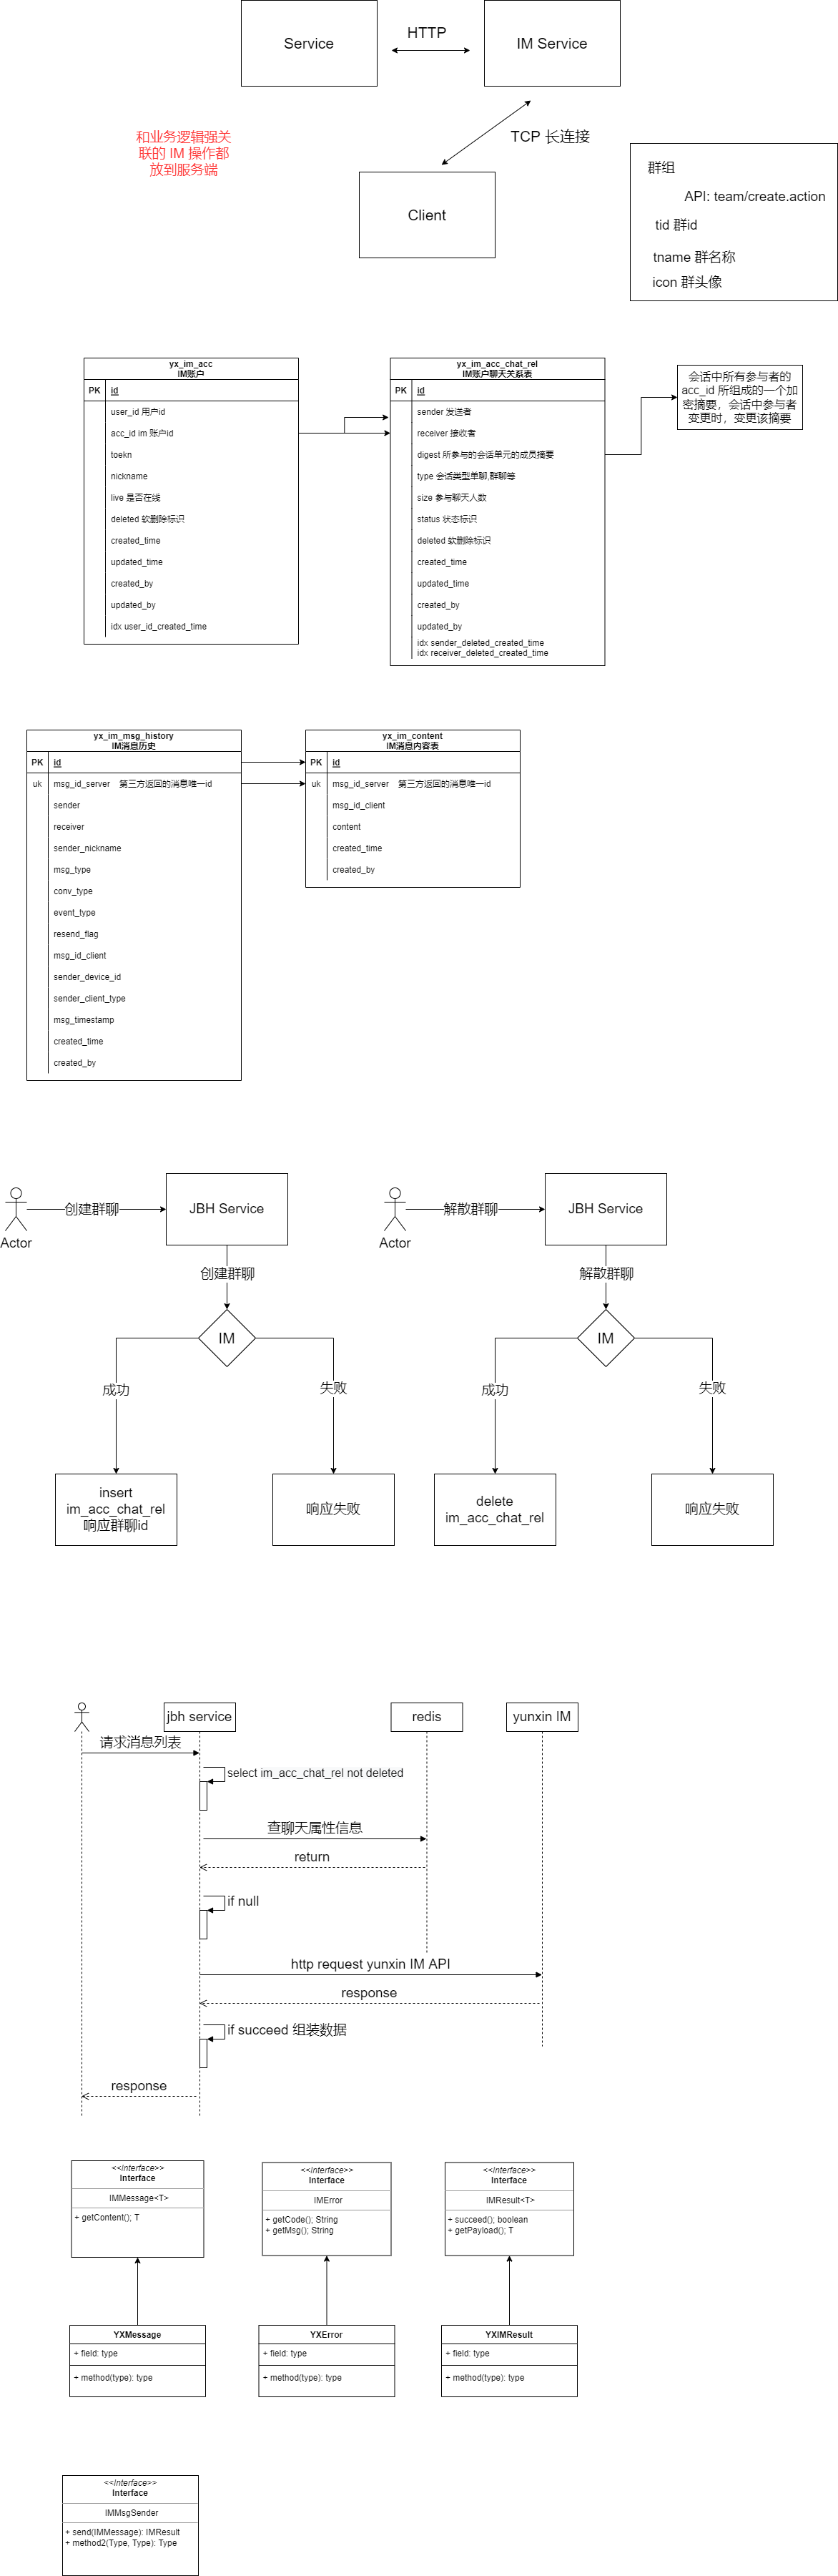 Service
HTTP
IM Service
和业务逻辑强关
联的 IM 操作都
放到服务端
TCP 长连接
Client
群组
API: team/create.action
tid 群id
tname 群名称
icon 群头像
yx_im_acc
IM账户
PK id
user_id 用户id
acc_id im 账户id
toekn
nickname
live 是否在线
deleted 软删除标识
created_time
updated_time
created_by
updated_by
idx user_id_created_time
yx_im_acc_chat_rel
IM账户聊天关系表
PK id
sender 发送者
receiver 接收者
digest 所参与的会话单元的成员摘要
type 会话类型单聊,群聊等
size 参与聊天人数
status 状态标识
deleted 软删除标识
created_time
updated_time
created_by
updated_by
idx sender_deleted_created_time
idx receiver_deleted_created_time
会话中所有参与者的
acc_id 所组成的一个加
密摘要，会话中参与者
变更时，变更该摘要
yx_im_msg_history
IM消息历史
PK id
uk msg_id_server 第三方返回的消息唯一id
sender
receiver
sender_nickname
msg_type
conv_type
event_type
resend_flag
msg_id_client
sender_device_id
sender_client_type
msg_timestamp
created_time
created_by
yx_im_content
IM消息内容表
PK id
uk msg_id_server 第三方返回的消息唯一id
msg_id_client
content
created_time
created_by
Actor
创建群聊
JBH Service
创建群聊
IM
成功
失败
insert
im_acc_chat_rel
响应群聊id
响应失败
Actor
解散群聊
JBH Service
解散群聊
IM
成功
失败
delete
im_acc_chat_rel
响应失败
jbh service
redis
yunxin IM
请求消息列表
select im_acc_chat_rel not deleted
查聊天属性信息
return
if null
http request yunxin IM API
response
if succeed 组装数据
response
<<interface>>
Interface
IMMessage<T>
+ getContent(); T
<<interface>>
Interface
IMError
+ getCode(); String
+ getMsg(); String
<<interface>>
Interface
IMResult<T>
+ succeed(); boolean
+ getPayload(); T
YXMessage
+ field: type
+ method(type): type
YXError
+ field: type
+ method(type): type
YXIMResult
+ field: type
+ method(type): type
<<interface>>
Interface
IMMsgSender
+ send(IMMessage): IMResult
+ method2(Type, Type): Type